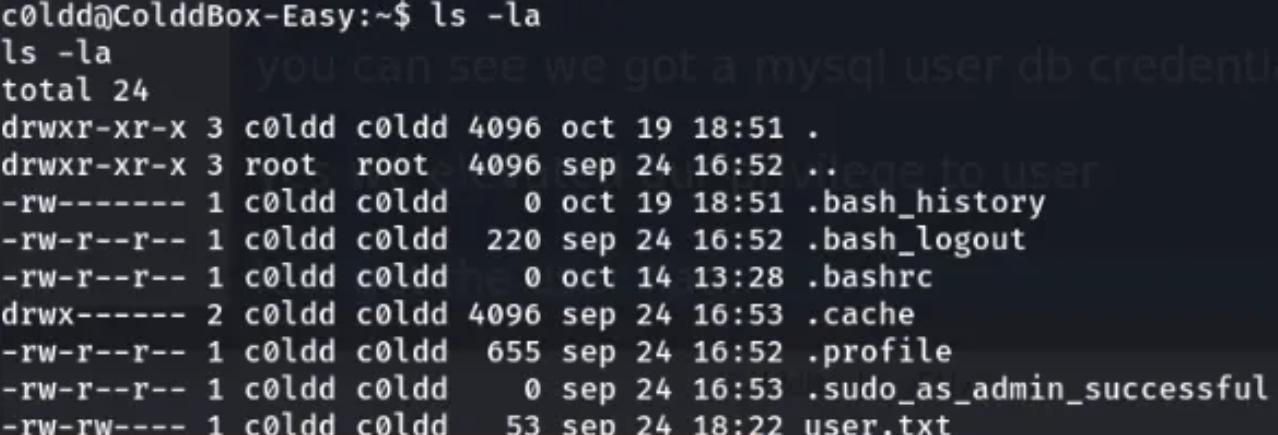 c0ldd@ColddBox-Easy:~$ ls -la
ls -la
you can see we got a mysql user db
total 24
drwxr-xr-x 3 c0ldd c0ldd 4096 oct 19 18:51 .
drwxr-xr-x 3 root  root  4096 sep 24 16:52 ..
to user
-rw------- 1 c0ldd c0ldd    0 oct 19 18:51 .bash_history
-rw-r--r-- 1 c0ldd c0ldd  220 sep 24 16:52 .bash_logout
-rw-r--r-- 1 c0ldd c0ldd    0 oct 14 13:28 .bashrc
drwx------ 2 c0ldd c0ldd 4096 sep 24 16:53 .cache
-rw-r--r-- 1 c0ldd c0ldd  655 sep 24 16:52 .profile
-rw-r--r-- 1 c0ldd c0ldd    0 sep 24 16:53 .sudo_as_admin_successful
-rw-rw---- 1 c0ldd c0ldd   53 sep 24 18:22 user.txt